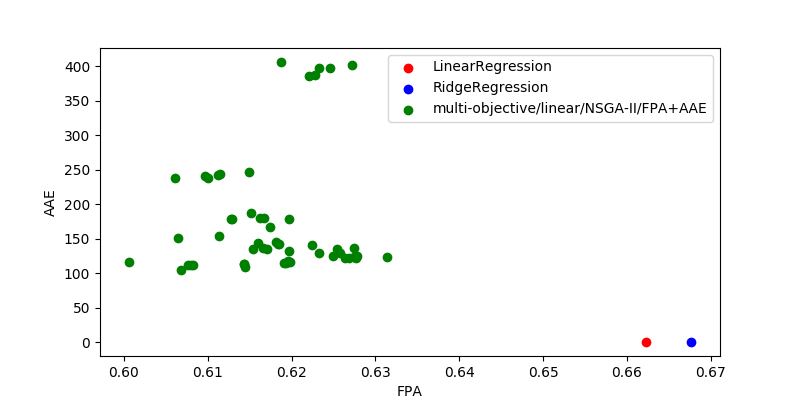 LinearRegression
RidgeRegression
multi-objective/linear/NSGA-II/FPA+AAE
400
350
300
250
200
150
100
50
0
AAE
0.60 0.61 0.62 0.63 0.64 0.65 0.66 0.67
FPA